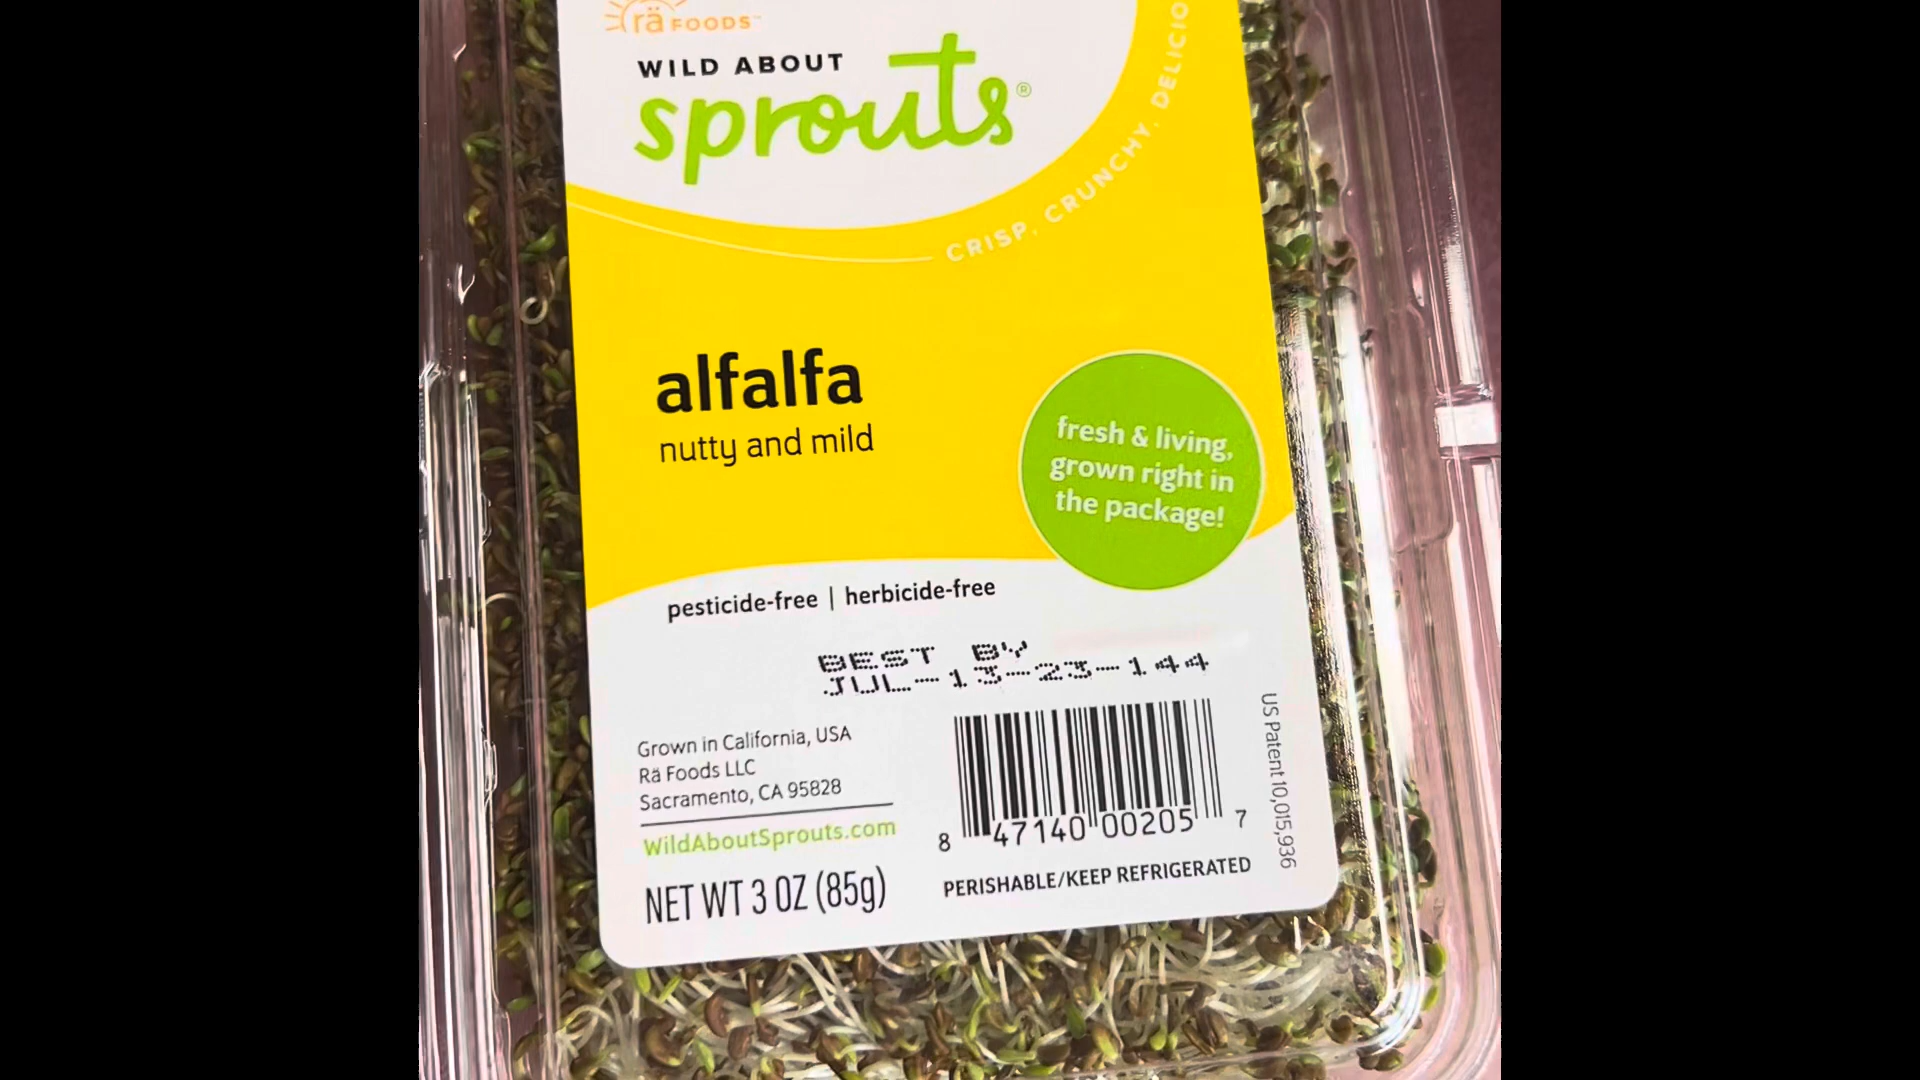 rä FOODS™
WILD ABOUT
sprouts®
CRISP, CRUNCHY, DELICIO
alfalfa
nutty and mild
fresh & living,
grown right in
the package!
pesticide-free | herbicide-free
BEST BY
JUL-13-23-144
Grown in California, USA
Rä Foods LLC
Sacramento, CA 95828
WildAboutSprouts.com
NET WT 3 OZ (85g)
8 47140 00205 7
PERISHABLE/KEEP REFRIGERATED
US Patent 10,015,936